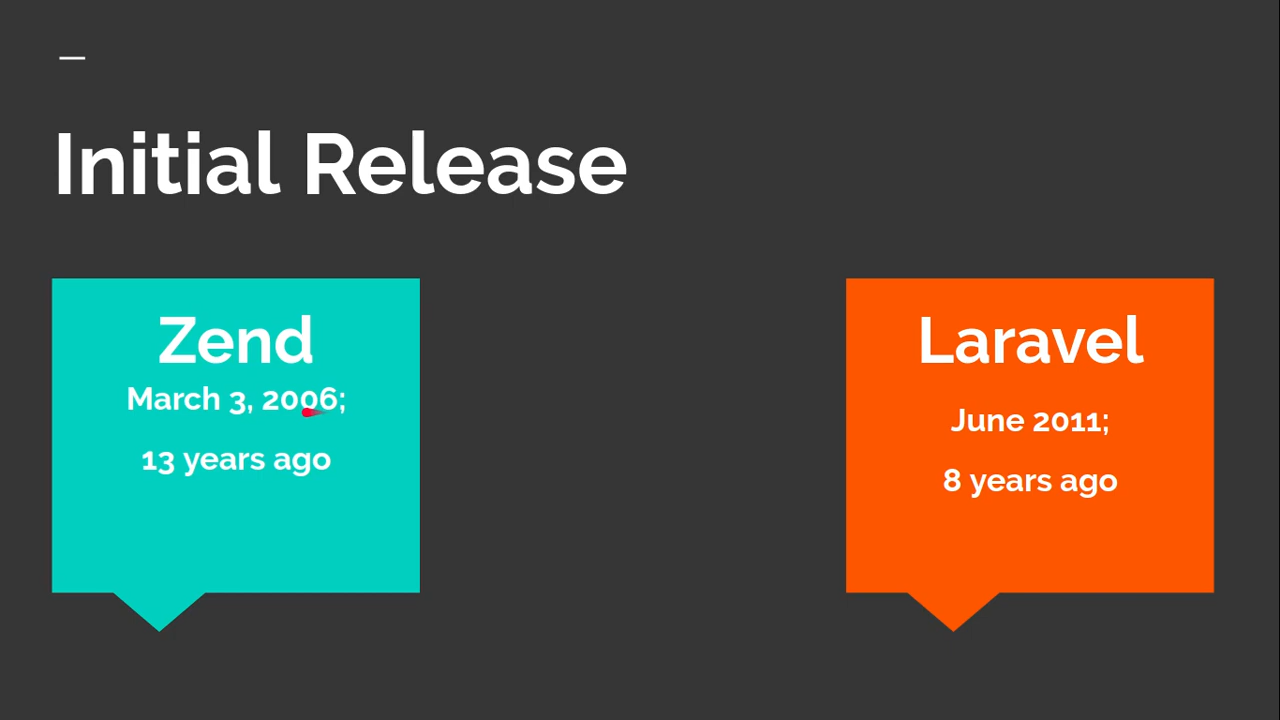 Initial Release
Zend
March 3, 2006;
13 years ago
Laravel
June 2011;
8 years ago